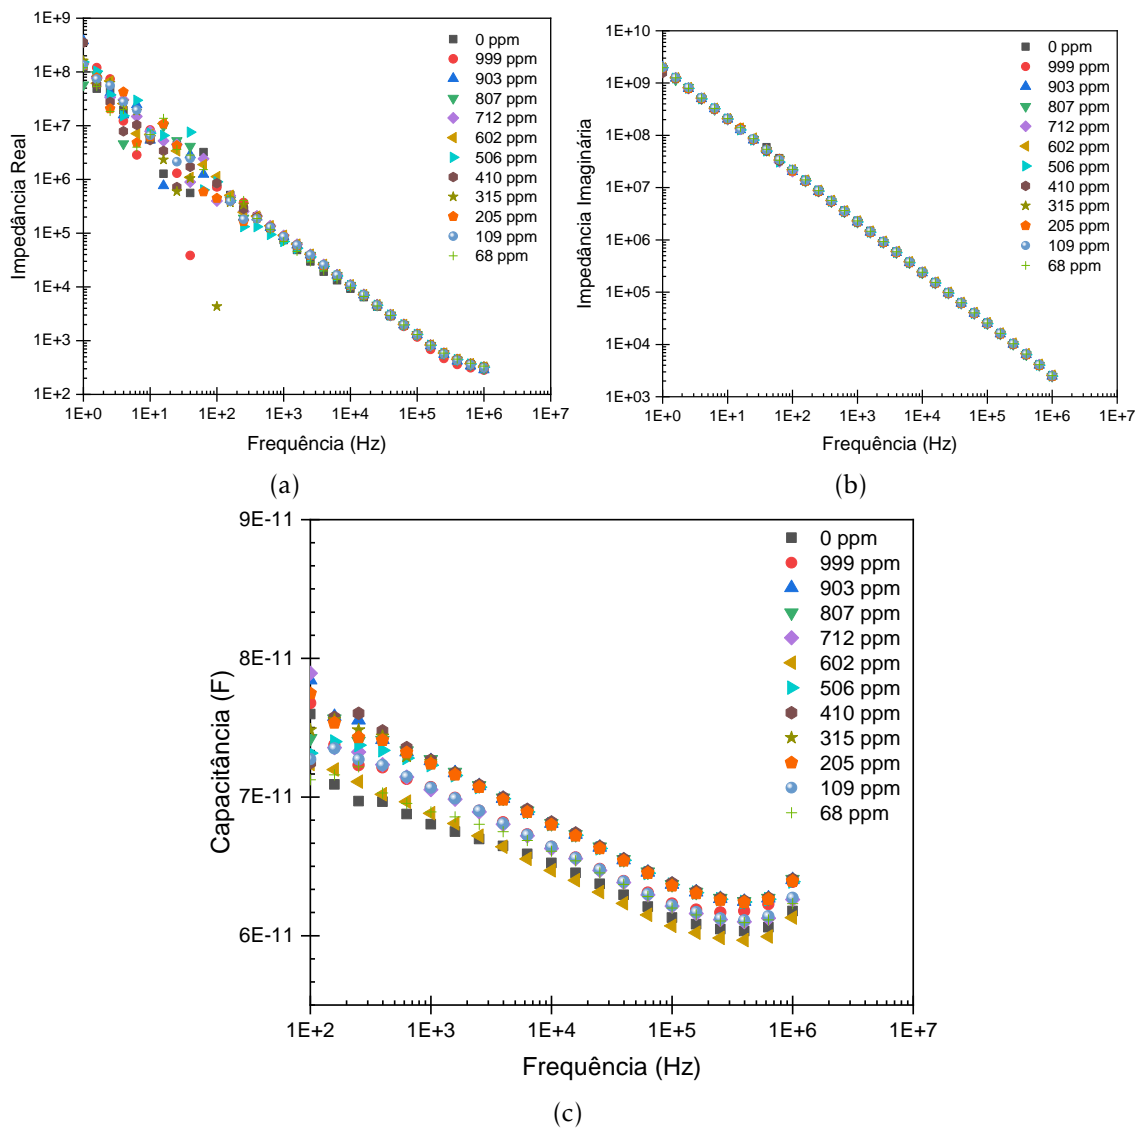 1E+9
1E+8
1E+7
1E+6
1E+5
1E+4
1E+3
1E+2
Impedância Real
1E+0 1E+1 1E+2 1E+3 1E+4 1E+5 1E+6 1E+7
Frequência (Hz)
0 ppm
999 ppm
903 ppm
807 ppm
712 ppm
602 ppm
506 ppm
410 ppm
315 ppm
205 ppm
109 ppm
68 ppm
(a)
1E+10
1E+09
1E+08
1E+07
1E+06
1E+05
1E+04
1E+03
Impedância Imaginária
1E+0 1E+1 1E+2 1E+3 1E+4 1E+5 1E+6 1E+7
Frequência (Hz)
0 ppm
999 ppm
903 ppm
807 ppm
712 ppm
602 ppm
506 ppm
410 ppm
315 ppm
205 ppm
109 ppm
68 ppm
(b)
9E-11
8E-11
7E-11
6E-11
Capacitância (F)
1E+2 1E+3 1E+4 1E+5 1E+6 1E+7
Frequência (Hz)
0 ppm
999 ppm
903 ppm
807 ppm
712 ppm
602 ppm
506 ppm
410 ppm
315 ppm
205 ppm
109 ppm
68 ppm
(c)